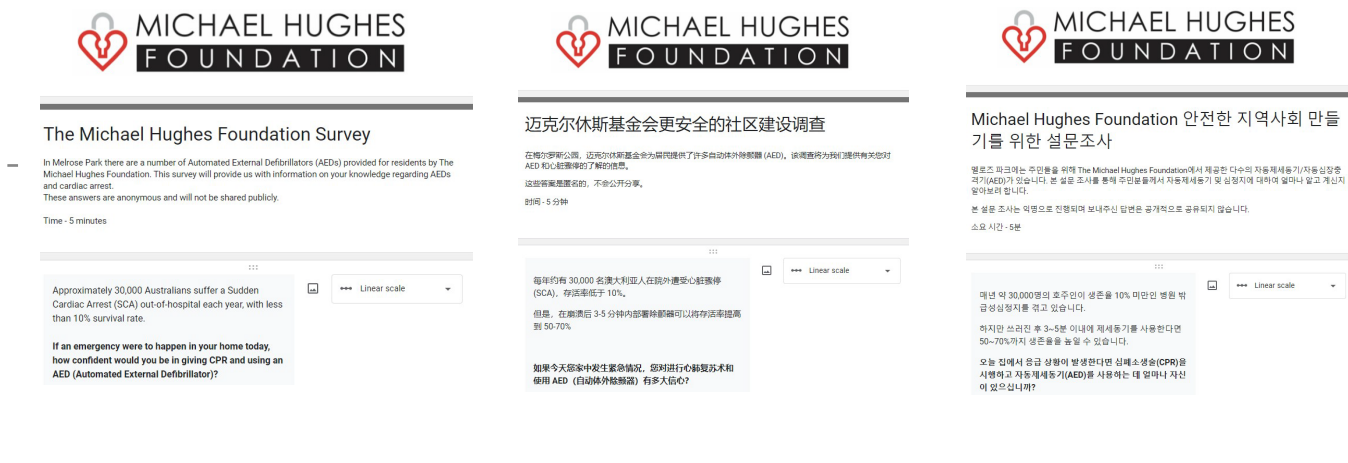 MICHAEL HUGHES
FOUNDATION
The Michael Hughes Foundation Survey
In Melrose Park there are a number of Automated External Defibrillators (AEDs) provided for residents by The
Michael Hughes Foundation. This survey will provide us with information on your knowledge regarding AEDs
and cardiac arrest.
These answers are anonymous and will not be shared publicly.
Time - 5 minutes
Approximately 30,000 Australians suffer a Sudden
Cardiac Arrest (SCA) out-of-hospital each year, with less
than 10% survival rate.
If an emergency were to happen in your home today,
how confident would you be in giving CPR and using an
AED (Automated External Defibrillator)?
Linear scale
MICHAEL HUGHES
FOUNDATION
迈克尔休斯基金会更安全的社区建设调查
在梅尔罗斯公园，迈克尔休斯基金会为居民提供了许多自动体外除颤器 (AED)。该调查将为我们提供有关您对
AED 和心脏骤停的了解的信息。
这些答案是匿名的，不会公开分享。
时间 - 5 分钟
每年约有 30,000 名澳大利亚人在院外遭受心脏骤停
(SCA)，存活率低于 10%。
但是，在崩溃后 3-5 分钟内部署除颤器可以将存活率提高
到 50-70%
如果今天您家中发生紧急情况，您对进行心肺复苏术和
使用 AED（自动体外除颤器）有多大信心？
Linear scale
MICHAEL HUGHES
FOUNDATION
Michael Hughes Foundation 안전한 지역사회 만들
기를 위한 설문조사
멜로즈 파크에는 주민들을 위해 The Michael Hughes Foundation에서 제공한 다수의 자동제세동기/자동심장충
격기(AED)가 있습니다. 본 설문 조사를 통해 주민분들께서 자동제세동기 및 심정지에 대하여 얼마나 알고 계신지
알아보려 합니다.
본 설문 조사는 익명으로 진행되며 보내주신 답변은 공개적으로 공유되지 않습니다.
소요 시간 - 5분
매년 약 30,000명의 호주인이 생존율 10% 미만인 병원 밖
급성심정지를 겪고 있습니다.
하지만 쓰러진 후 3~5분 이내에 제세동기를 사용한다면
50~70%까지 생존율을 높일 수 있습니다.
오늘 집에서 응급 상황이 발생한다면 심폐소생술(CPR)을
시행하고 자동제세동기(AED)를 사용하는 데 얼마나 자신
이 있으십니까?
Linear scale